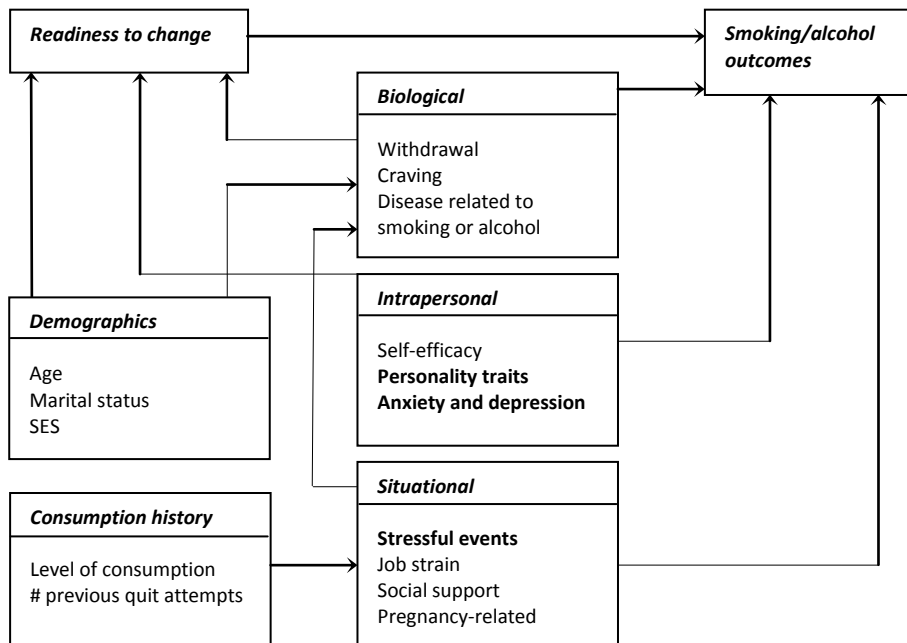 Readiness to change
Smoking/alcohol
outcomes
Biological
Withdrawal
Craving
Disease related to
smoking or alcohol
Demographics
Age
Marital status
SES
Intrapersonal
Self-efficacy
Personality traits
Anxiety and depression
Consumption history
Level of consumption
# previous quit attempts
Situational
Stressful events
Job strain
Social support
Pregnancy-related